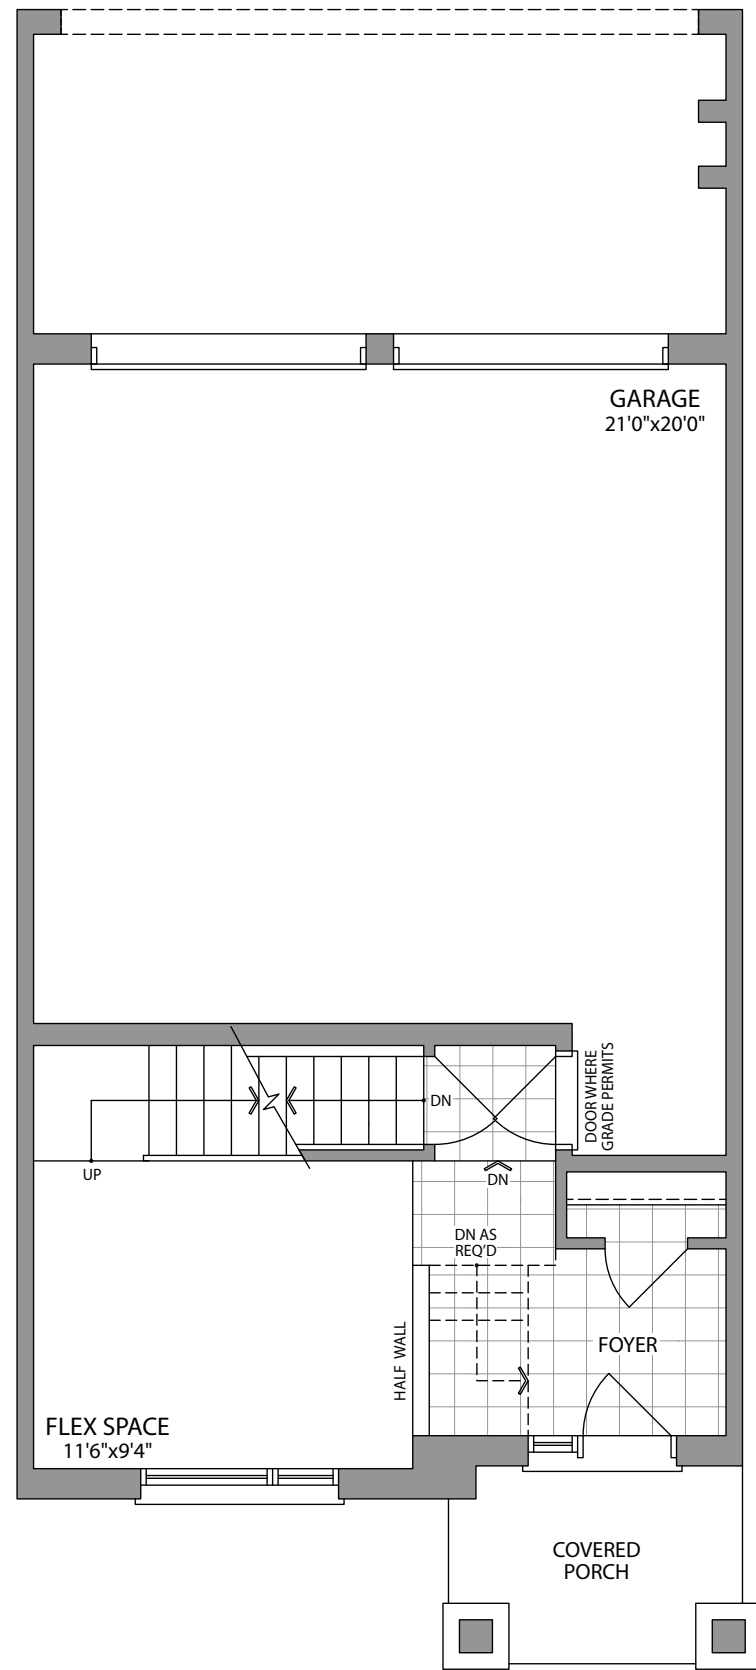 GARAGE
21'0"x20'0"
DOOR WHERE
GRADE PERMITS
DN
UP
DN
DN AS
REQ'D
HALF WALL
FOYER
FLEX SPACE
11'6"x9'4"
COVERED
PORCH